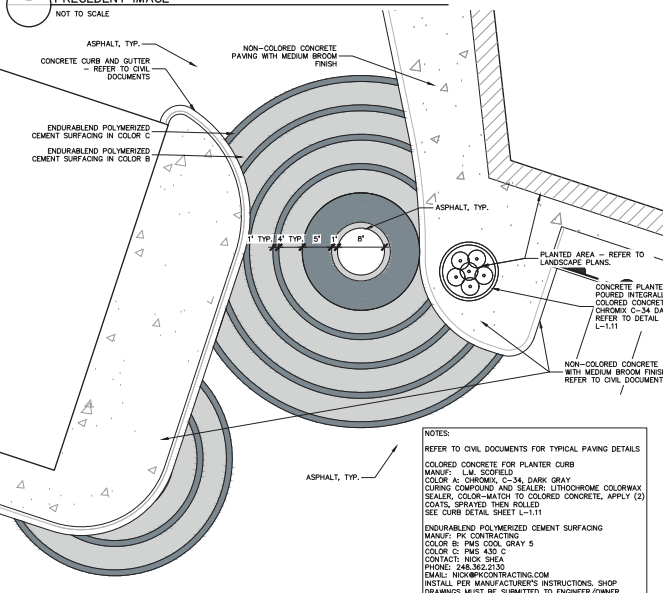 PRECEDENT IMAGE
NOT TO SCALE
ASPHALT, TYP.
CONCRETE CURB AND GUTTER
– REFER TO CIVIL
DOCUMENTS
NON-COLORED CONCRETE
PAVING WITH MEDIUM BROOM
FINISH
ENDURABLEND POLYMERIZED
CEMENT SURFACING IN COLOR C
ENDURABLEND POLYMERIZED
CEMENT SURFACING IN COLOR B
ASPHALT, TYP.
1' TYP. 4' TYP. 5' 1' 8'
PLANTED AREA – REFER TO
LANDSCAPE PLANS.
CONCRETE PLANTE
POURED INTEGRALL
COLORED CONCRET
CHROMIX C-34 DA
REFER TO DETAIL
L-1.11
NON-COLORED CONCRETE
WITH MEDIUM BROOM FINISH
REFER TO CIVIL DOCUMENT
ASPHALT, TYP.
NOTES:
REFER TO CIVIL DOCUMENTS FOR TYPICAL PAVING DETAILS
COLORED CONCRETE FOR PLANTER CURB
MANUF: L.M. SCOFIELD
COLOR A: CHROMIX, C-34, DARK GRAY
CURING COMPOUND AND SEALER: LITHOCHROME COLORWAX
SEALER, COLOR-MATCH TO COLORED CONCRETE, APPLY (2)
COATS, SPRAYED THEN ROLLED
SEE CURB DETAIL SHEET L-1.11
ENDURABLEND POLYMERIZED CEMENT SURFACING
MANUF: PK CONTRACTING
COLOR B: PMS COOL GRAY 5
COLOR C: PMS 430 C
CONTACT: NICK SHEA
PHONE: 248.362.2130
EMAIL: NICK@PKCONTRACTING.COM
INSTALL PER MANUFACTURER'S INSTRUCTIONS. SHOP
DRAWINGS MUST BE SUBMITTED TO ENGINEER/OWNER